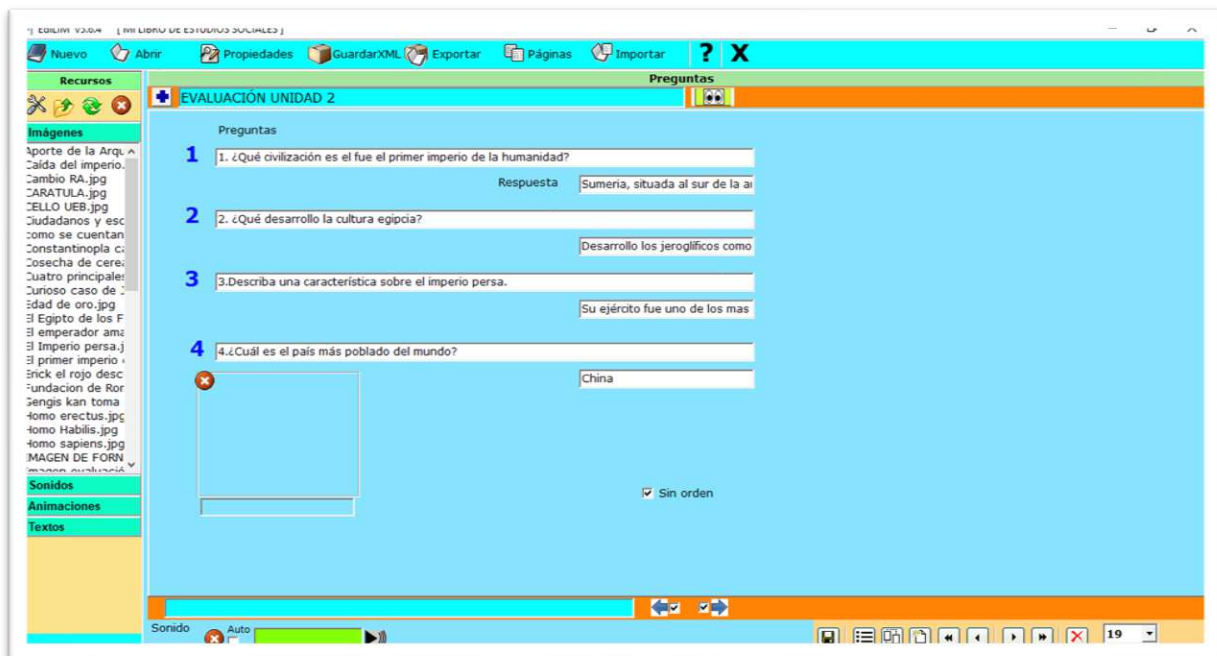 EdiLIM V3.6.4 [ MI LIBRO DE ESTUDIOS SOCIALES ]
Nuevo Abrir Propiedades GuardarXML Exportar Páginas Importar ? X
Recursos
Preguntas
EVALUACIÓN UNIDAD 2
Imágenes
Aporte de la Arqu
Caída del imperio.
Cambio RA.jpg
CARATULA.jpg
CELLO UEB.jpg
Ciudadanos y esc
como se cuentan
Constantinopla ca
Cosecha de cerea
Cuatro principales
Curioso caso de J
Edad de oro.jpg
El Egipto de los F
El emperador ama
El Imperio persa.j
El primer imperio
Erick el rojo desc
Fundacion de Ror
Gengis kan toma
Homo erectus.jpg
Homo Habilis.jpg
Homo sapiens.jpg
IMAGEN DE FORN
Imagen evaluació
Sonidos
Animaciones
Textos
Preguntas
1 1. ¿Qué civilización es el fue el primer imperio de la humanidad?
Respuesta Sumeria, situada al sur de la
2 2. ¿Qué desarrollo la cultura egipcia?
Desarrollo los jeroglíficos como
3 3.Describa una característica sobre el imperio persa.
Su ejército fue uno de los mas
4 4.¿Cuál es el país más poblado del mundo?
China
Sin orden
Sonido Auto
19